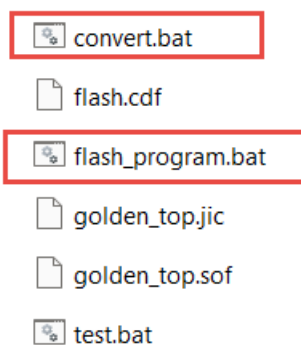 convert.bat
flash.cdf
flash_program.bat
golden_top.jic
golden_top.sof
test.bat